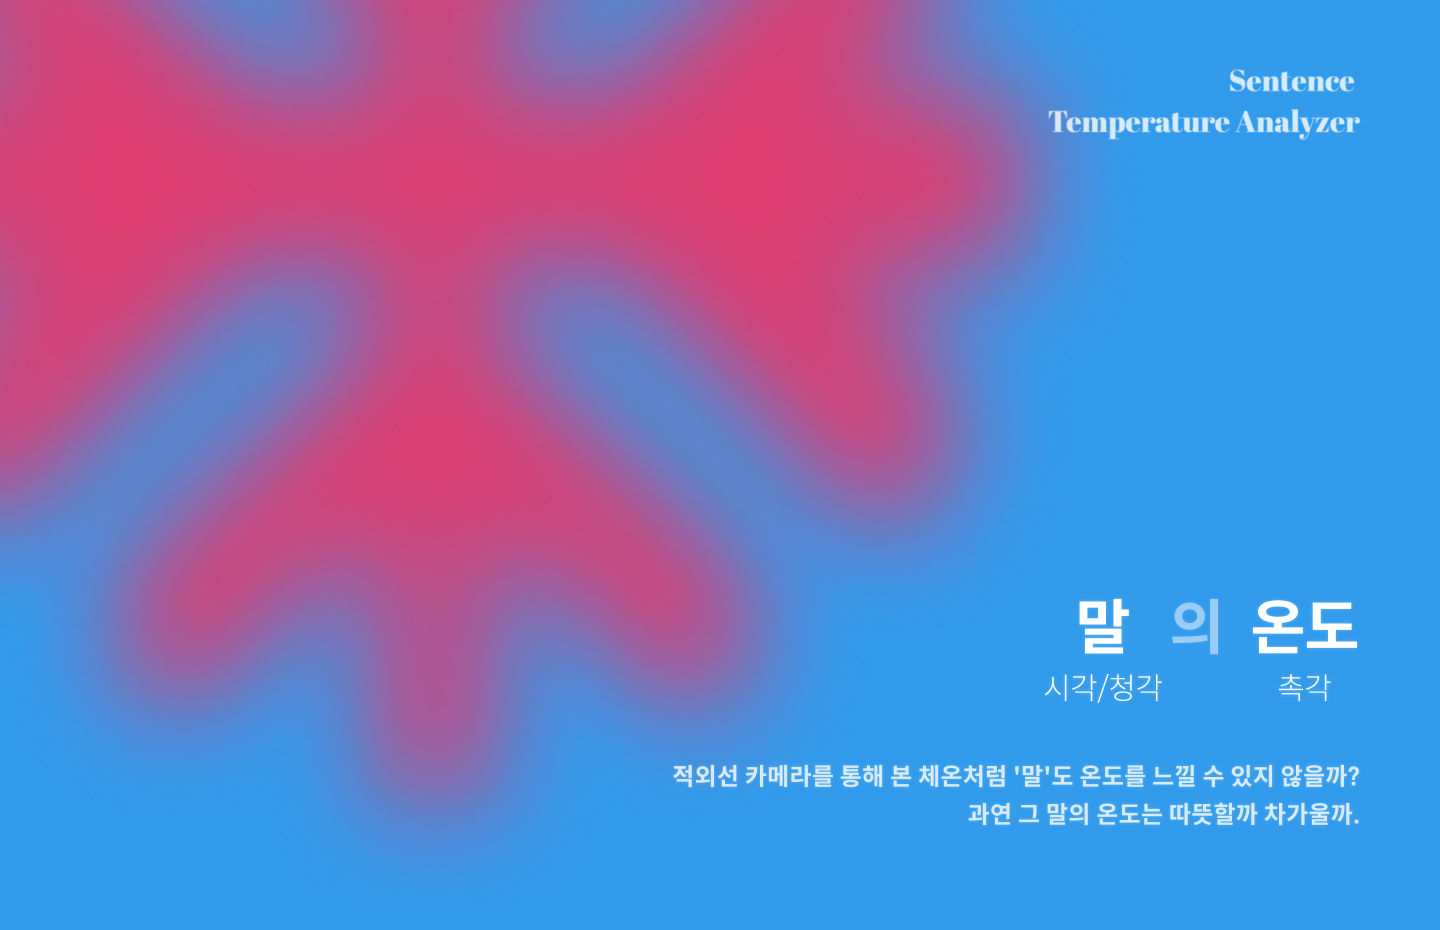 Sentence
Temperature Analyzer
말 의 온도
시각/청각 촉각
적외선 카메라를 통해 본 체온처럼 '말'도 온도를 느낄 수 있지 않을까?
과연 그 말의 온도는 따뜻할까 차가울까.